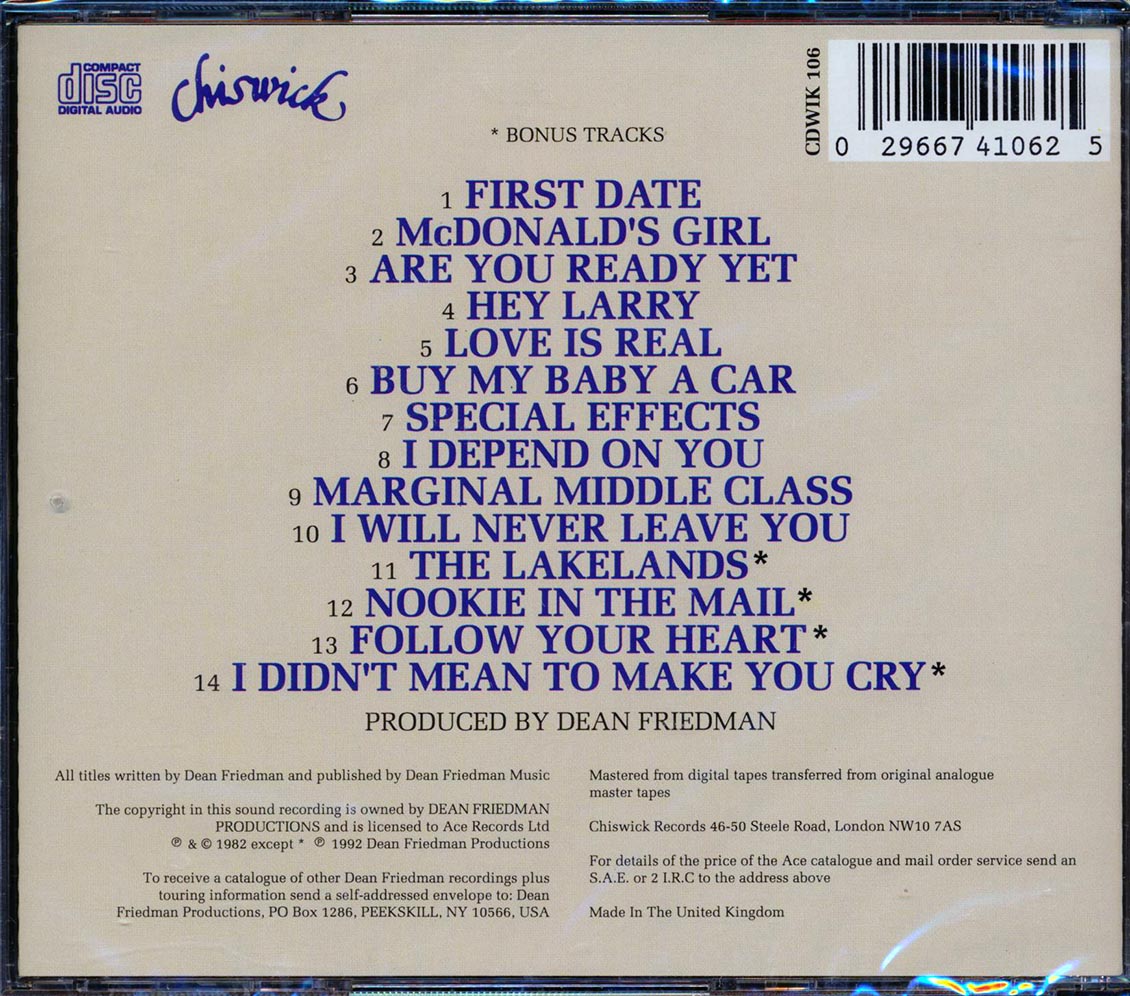 COMPACT
disc
DIGITAL AUDIO
Chiswick
* BONUS TRACKS
CDWIK 106
0 29667 41062 5
1 FIRST DATE
2 McDONALD'S GIRL
3 ARE YOU READY YET
4 HEY LARRY
5 LOVE IS REAL
6 BUY MY BABY A CAR
7 SPECIAL EFFECTS
8 I DEPEND ON YOU
9 MARGINAL MIDDLE CLASS
10 I WILL NEVER LEAVE YOU
11 THE LAKELANDS*
12 NOOKIE IN THE MAIL*
13 FOLLOW YOUR HEART*
14 I DIDN'T MEAN TO MAKE YOU CRY*
PRODUCED BY DEAN FRIEDMAN
All titles written by Dean Friedman and published by Dean Friedman Music
The copyright in this sound recording is owned by DEAN FRIEDMAN
PRODUCTIONS and is licensed to Ace Records Ltd
℗ & © 1982 except * ℗ 1992 Dean Friedman Productions
To receive a catalogue of other Dean Friedman recordings plus
touring information send a self-addressed envelope to: Dean
Friedman Productions, PO Box 1286, PEEKSKILL, NY 10566, USA
Mastered from digital tapes transferred from original analogue
master tapes
Chiswick Records 46-50 Steele Road, London NW10 7AS
For details of the price of the Ace catalogue and mail order service send an
S.A.E. or 2 I.R.C to the address above
Made In The United Kingdom